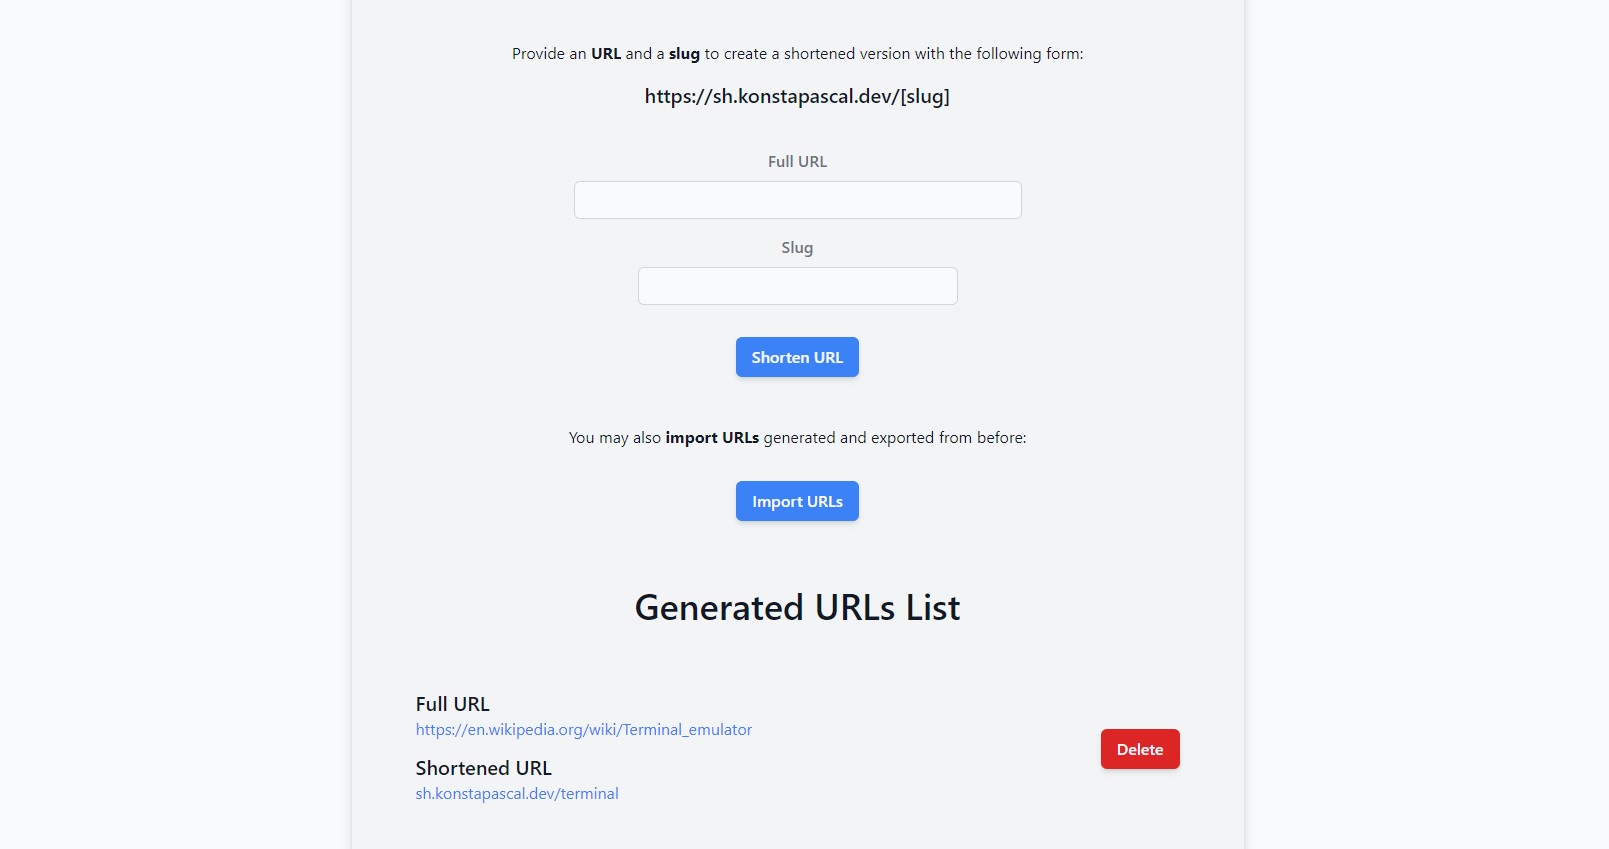 Provide an URL and a slug to create a shortened version with the following form:
https://sh.konstapascal.dev/[slug]
Full URL
Slug
Shorten URL
You may also import URLs generated and exported from before:
Import URLs
Generated URLs List
Full URL
https://en.wikipedia.org/wiki/Terminal_emulator
Delete
Shortened URL
sh.konstapascal.dev/terminal